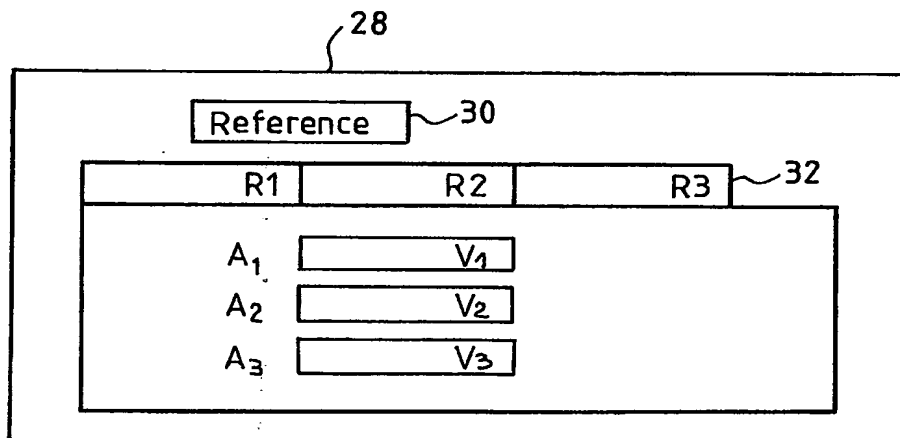 28
Reference 30
R1 R2 R3 32
A₁ V₁
A₂ V₂
A₃ V₃